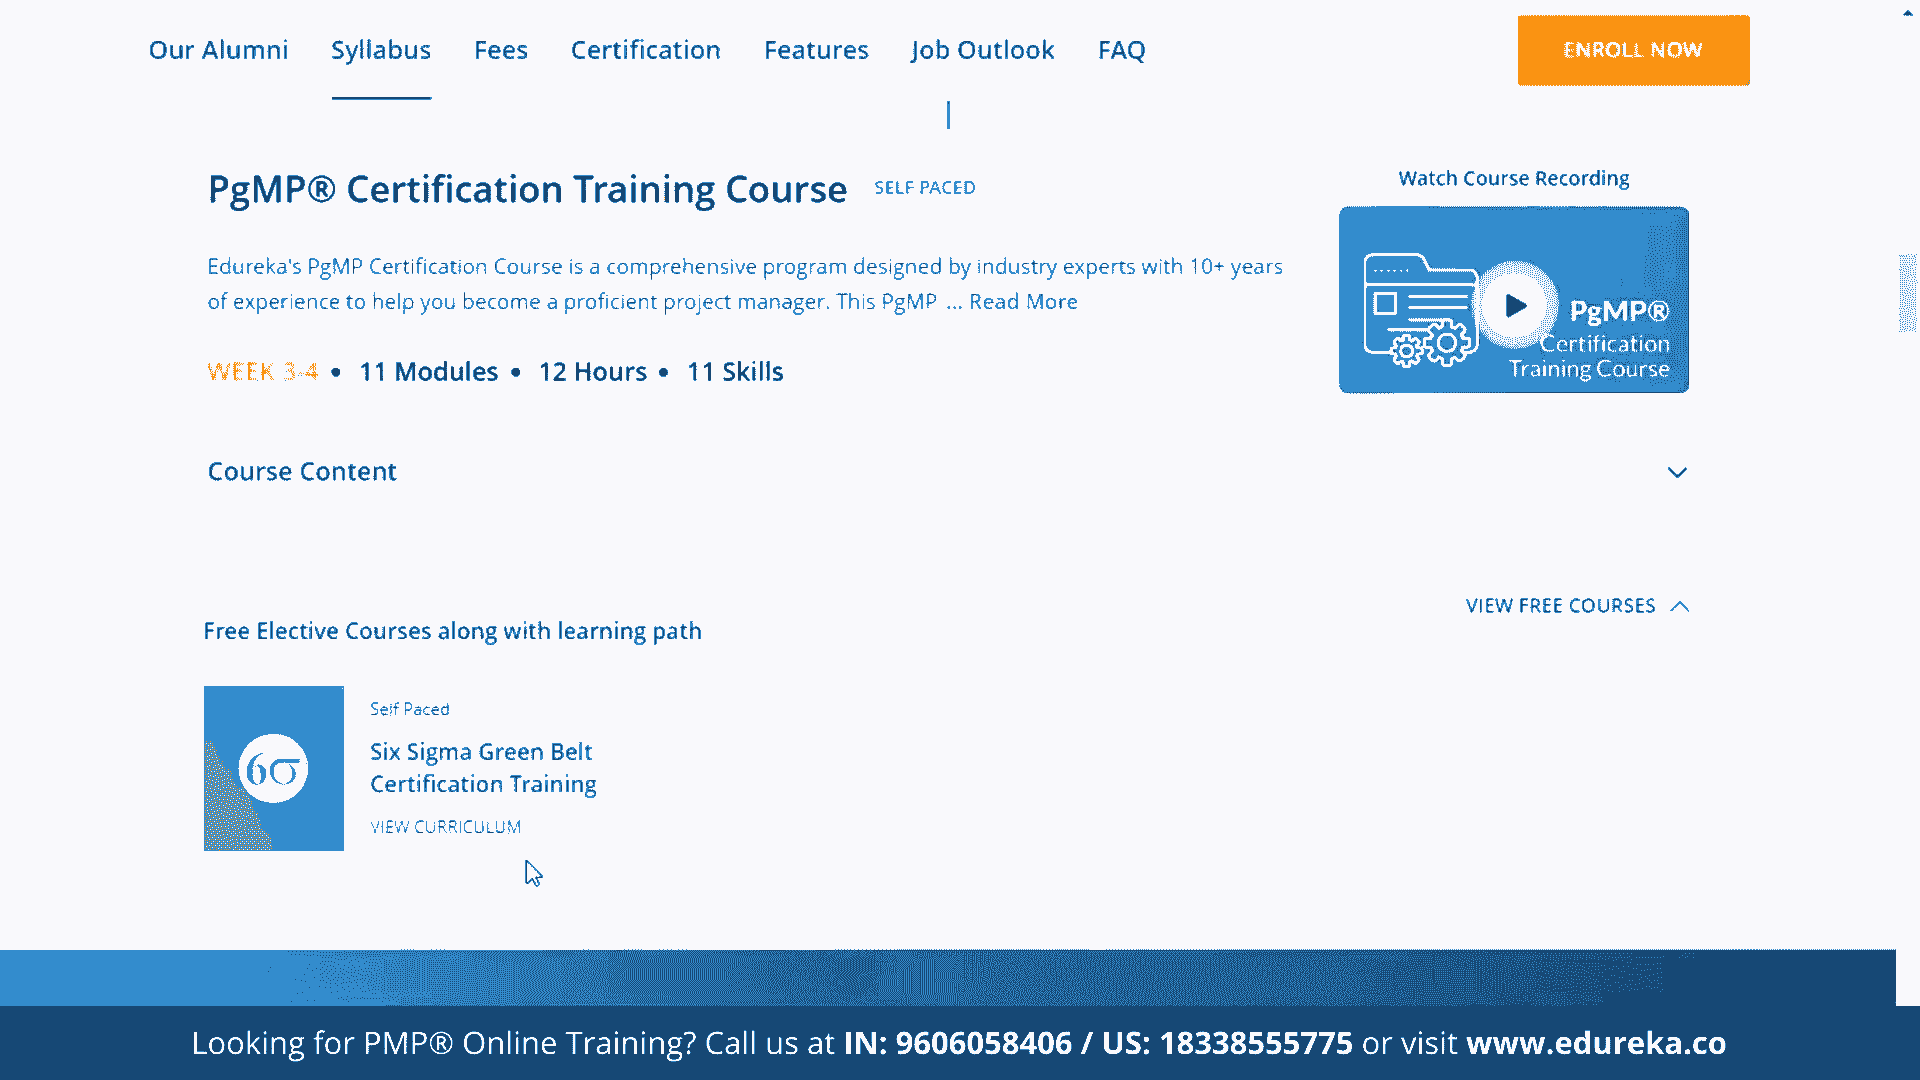 Our Alumni Syllabus Fees Certification Features Job Outlook FAQ ENROLL NOW
PgMP® Certification Training Course SELF PACED
Edureka's PgMP Certification Course is a comprehensive program designed by industry experts with 10+ years
of experience to help you become a proficient project manager. This PgMP ... Read More
WEEK 3-4 • 11 Modules • 12 Hours • 11 Skills
Watch Course Recording
PgMP®
Certification
Training Course
Course Content
VIEW FREE COURSES
Free Elective Courses along with learning path
6σ
Self Paced
Six Sigma Green Belt
Certification Training
VIEW CURRICULUM
Looking for PMP® Online Training? Call us at IN: 9606058406 / US: 18338555775 or visit www.edureka.co